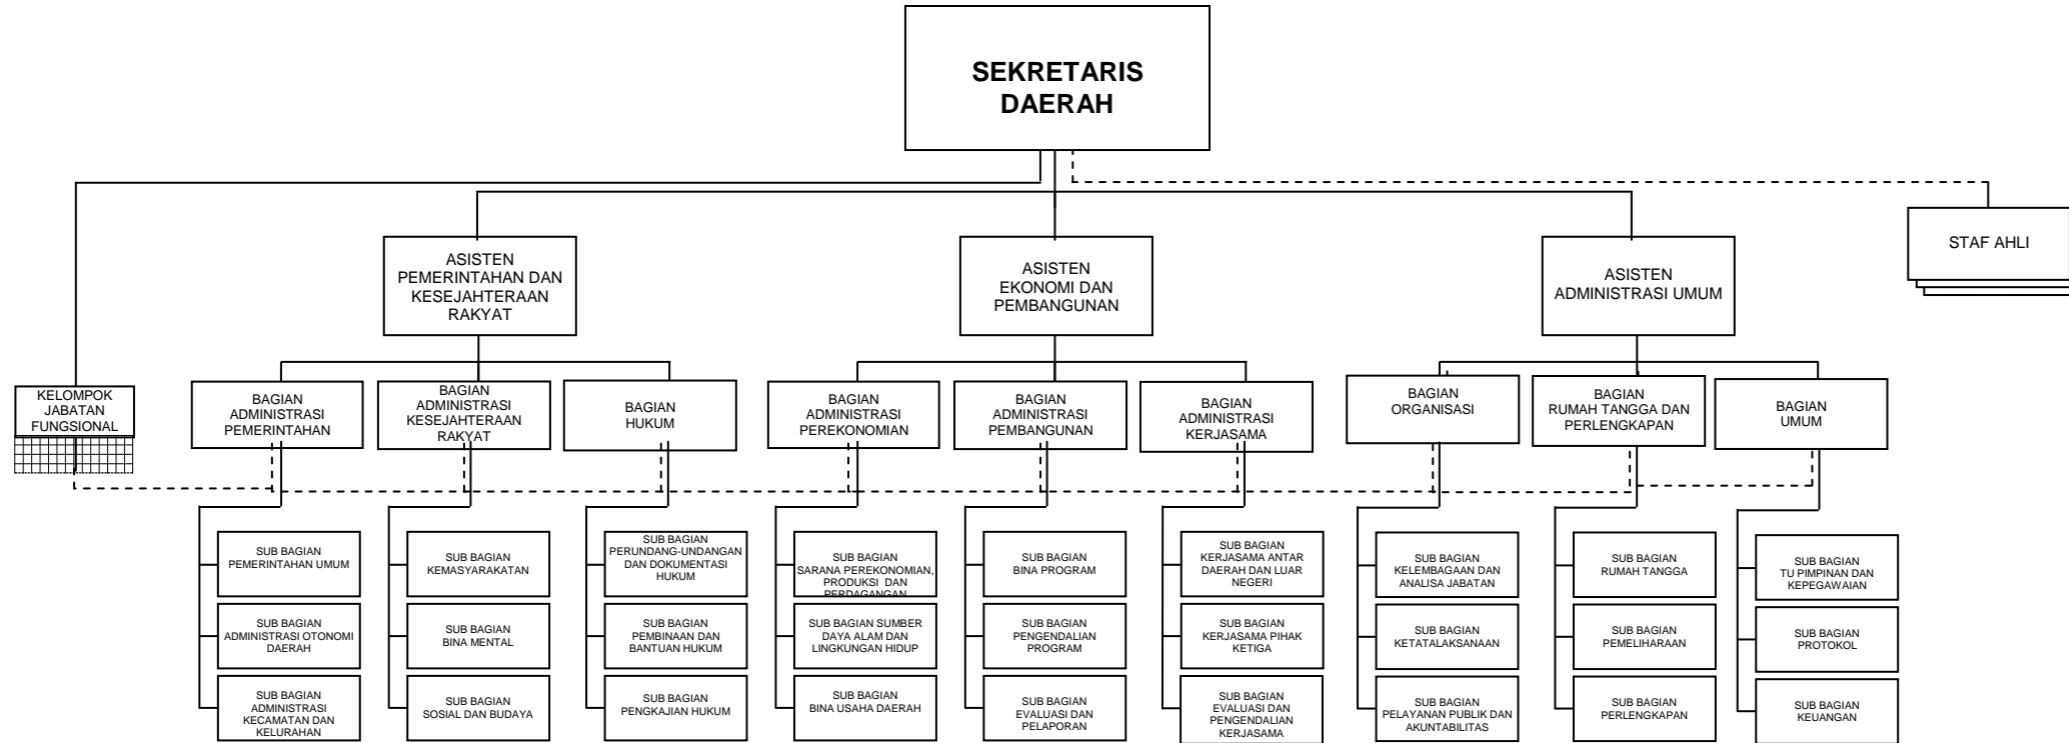 SEKRETARIS
DAERAH
STAF AHLI
ASISTEN
PEMERINTAHAN DAN
KESEJAHTERAAN
RAKYAT
ASISTEN
EKONOMI DAN
PEMBANGUNAN
ASISTEN
ADMINISTRASI UMUM
KELOMPOK
JABATAN
FUNGSIONAL
BAGIAN
ADMINISTRASI
PEMERINTAHAN
BAGIAN
ADMINISTRASI
KESEJAHTERAAN
RAKYAT
BAGIAN
HUKUM
BAGIAN
ADMINISTRASI
PEREKONOMIAN
BAGIAN
ADMINISTRASI
PEMBANGUNAN
BAGIAN
ADMINISTRASI
KERJASAMA
BAGIAN
ORGANISASI
BAGIAN
RUMAH TANGGA DAN
PERLENGKAPAN
BAGIAN
UMUM
SUB BAGIAN
PEMERINTAHAN UMUM
SUB BAGIAN
KEMASYARAKATAN
SUB BAGIAN
PERUNDANG-UNDANGAN
DAN DOKUMENTASI
HUKUM
SUB BAGIAN
SARANA PEREKONOMIAN,
PRODUKSI DAN
PERDAGANGAN
SUB BAGIAN
BINA PROGRAM
SUB BAGIAN
KERJASAMA ANTAR
DAERAH DAN LUAR
NEGERI
SUB BAGIAN
KELEMBAGAAN DAN
ANALISA JABATAN
SUB BAGIAN
RUMAH TANGGA
SUB BAGIAN
TU PIMPINAN DAN
KEPEGAWAIAN
SUB BAGIAN
ADMINISTRASI OTONOMI
DAERAH
SUB BAGIAN
BINA MENTAL
SUB BAGIAN
PEMBINAAN DAN
BANTUAN HUKUM
SUB BAGIAN SUMBER
DAYA ALAM DAN
LINGKUNGAN HIDUP
SUB BAGIAN
PENGENDALIAN
PROGRAM
SUB BAGIAN
KERJASAMA PIHAK
KETIGA
SUB BAGIAN
KETATALAKSANAAN
SUB BAGIAN
PEMELIHARAAN
SUB BAGIAN
PROTOKOL
SUB BAGIAN
ADMINISTRASI
KECAMATAN DAN
KELURAHAN
SUB BAGIAN
SOSIAL DAN BUDAYA
SUB BAGIAN
PENGKAJIAN HUKUM
SUB BAGIAN
BINA USAHA DAERAH
SUB BAGIAN
EVALUASI DAN
PELAPORAN
SUB BAGIAN
EVALUASI DAN
PENGENDALIAN
KERJASAMA
SUB BAGIAN
PELAYANAN PUBLIK DAN
AKUNTABILITAS
SUB BAGIAN
PERLENGKAPAN
SUB BAGIAN
KEUANGAN